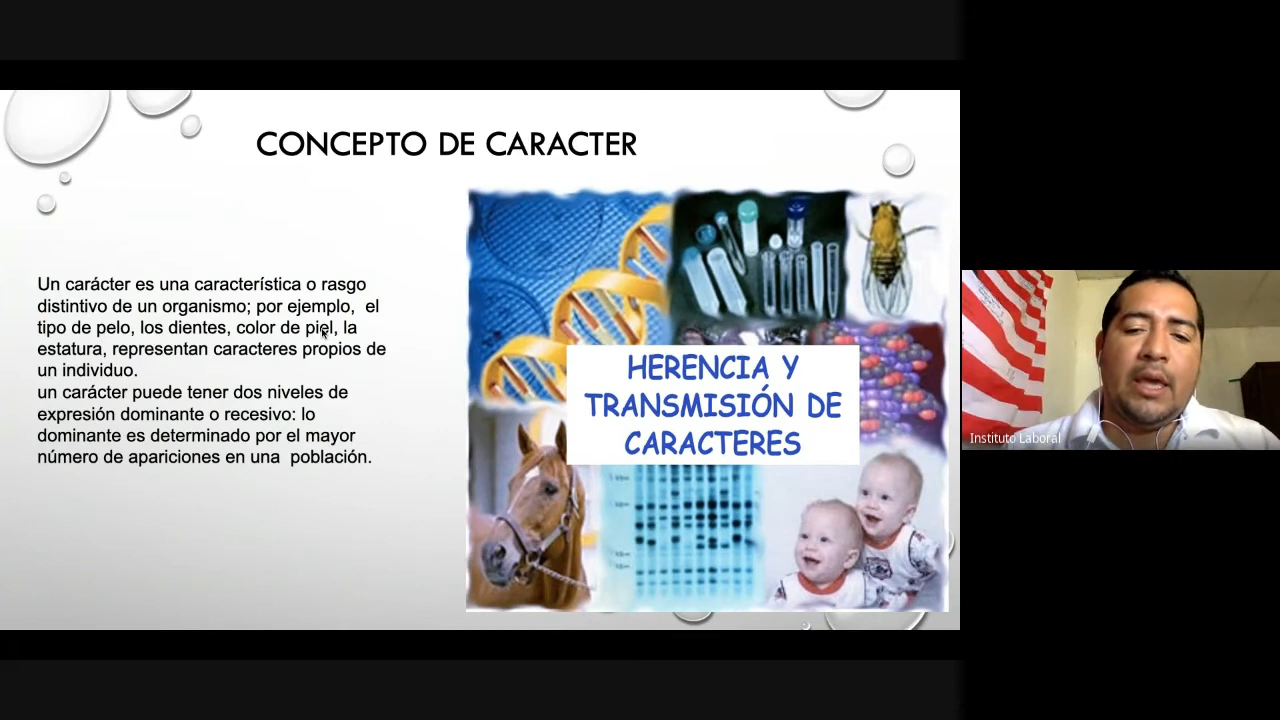 CONCEPTO DE CARACTER
Un carácter es una característica o rasgo
distintivo de un organismo; por ejemplo,  el
tipo de pelo, los dientes, color de piel, la
estatura, representan caracteres propios de
un individuo.
un carácter puede tener dos niveles de
expresión dominante o recesivo: lo
dominante es determinado por el mayor
número de apariciones en una  población.
HERENCIA Y
TRANSMISIÓN DE
CARACTERES
Instituto Laboral